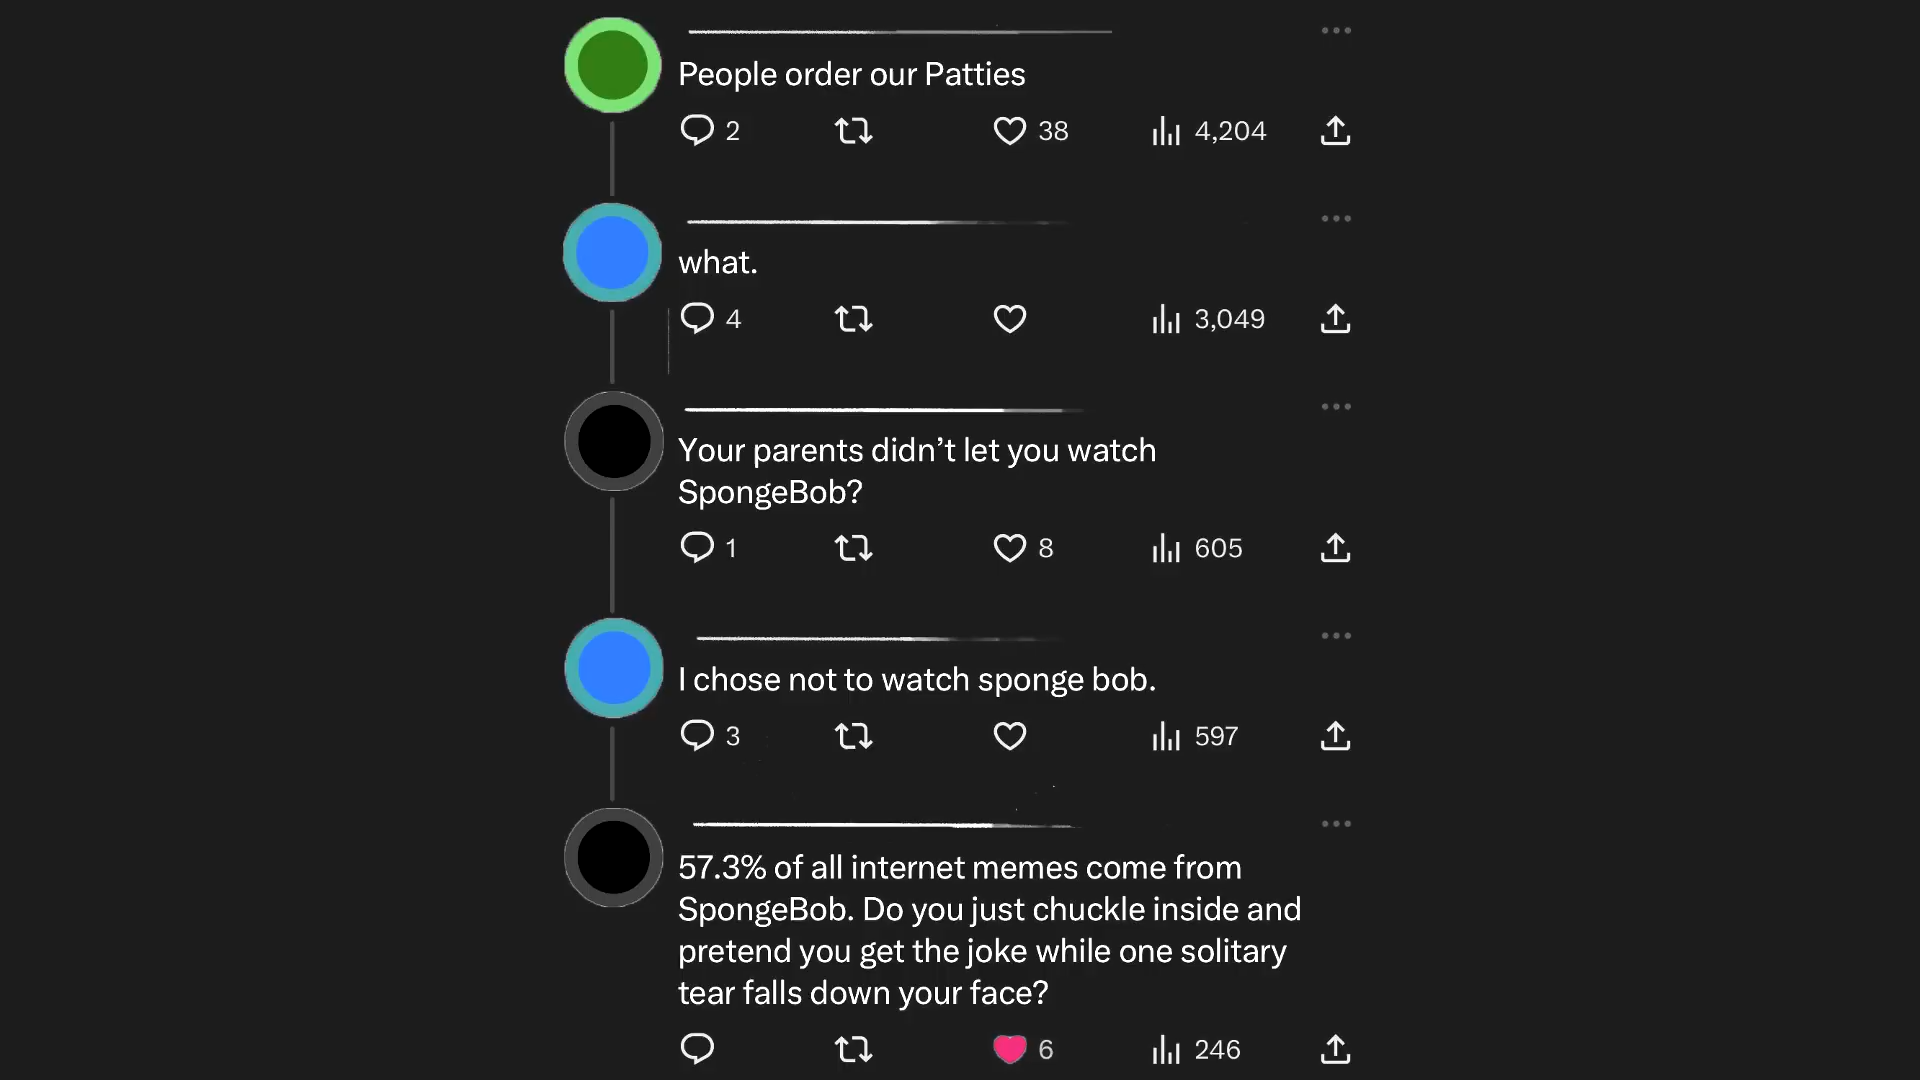 People order our Patties
2 38 4,204
what.
4 3,049
Your parents didn’t let you watch
SpongeBob?
1 8 605
I chose not to watch sponge bob.
3 597
57.3% of all internet memes come from
SpongeBob. Do you just chuckle inside and
pretend you get the joke while one solitary
tear falls down your face?
6 246